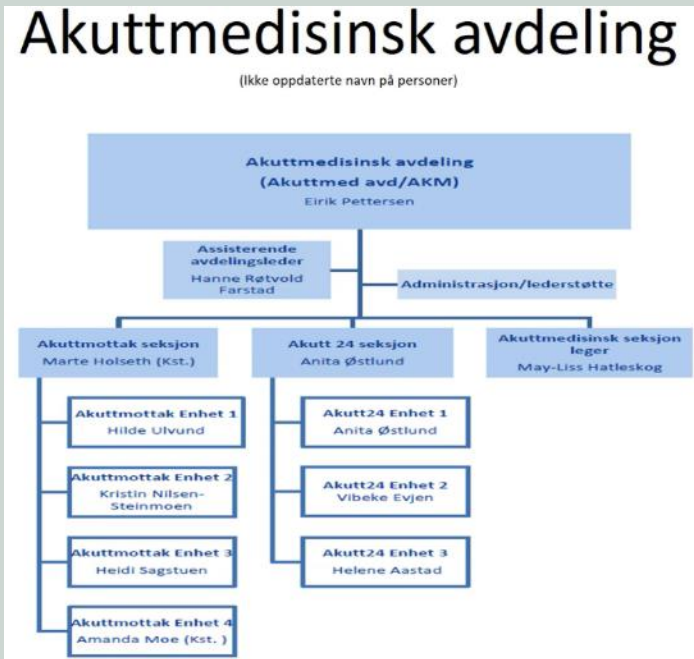 Akuttmedisinsk avdeling
(Ikke oppdaterte navn på personer)
Akuttmedisinsk avdeling
(Akuttmed avd/AKM)
Eirik Pettersen
Assisterende
avdelingsleder
Hanne Røtvold
Farstad
Administrasjon/lederstøtte
Akuttmottak seksjon
Marte Holseth (Kst.)
Akutt 24 seksjon
Anita Østlund
Akuttmedisinsk seksjon
leger
May-Liss Hatleskog
Akuttmottak Enhet 1
Hilde Ulvund
Akuttmottak Enhet 2
Kristin Nilsen-
Steinmoen
Akuttmottak Enhet 3
Heidi Sagstuen
Akuttmottak Enhet 4
Amanda Moe (Kst. )
Akutt24 Enhet 1
Anita Østlund
Akutt24 Enhet 2
Vibeke Evjen
Akutt24 Enhet 3
Helene Aastad